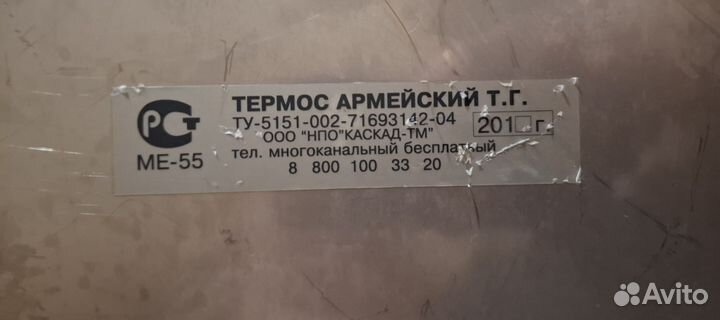 ТЕРМОС АРМЕЙСКИЙ Т.Г.
ТУ-5151-002-71693142-04
201 г.
ООО "НПО"КАСКАД-ТМ"
тел. многоканальный бесплатный
8 800 100 33 20
РСТ
МЕ-55
Avito